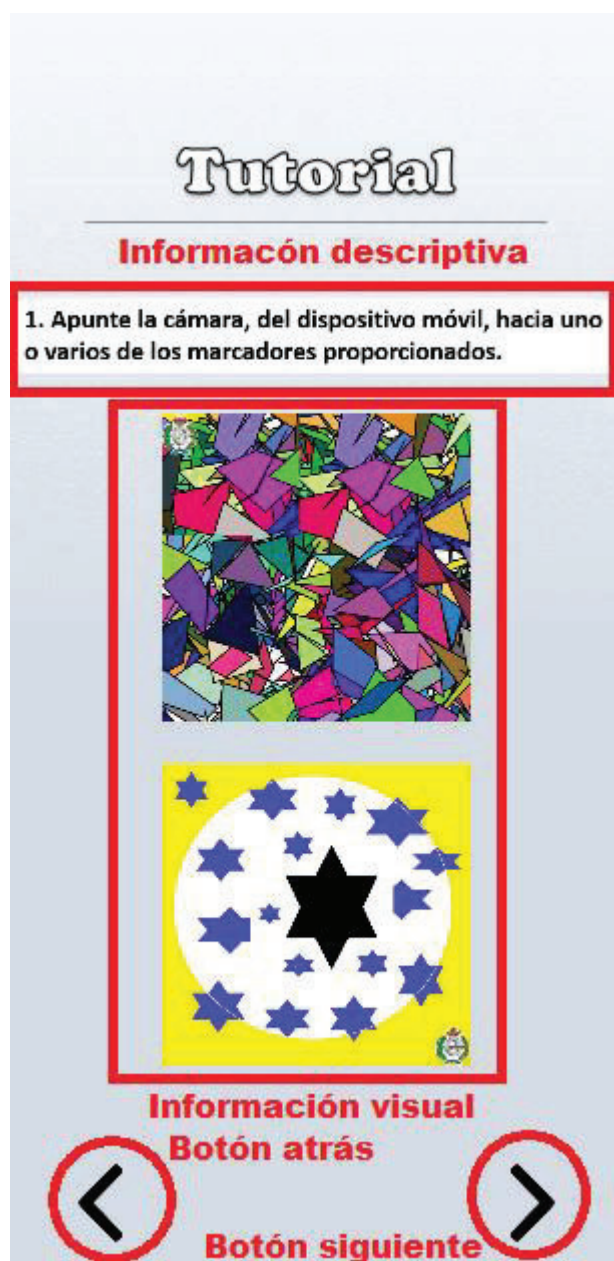 Tutorial
Informacón descriptiva
1. Apunte la cámara, del dispositivo móvil, hacia uno
o varios de los marcadores proporcionados.
Información visual
Botón atrás
Botón siguiente